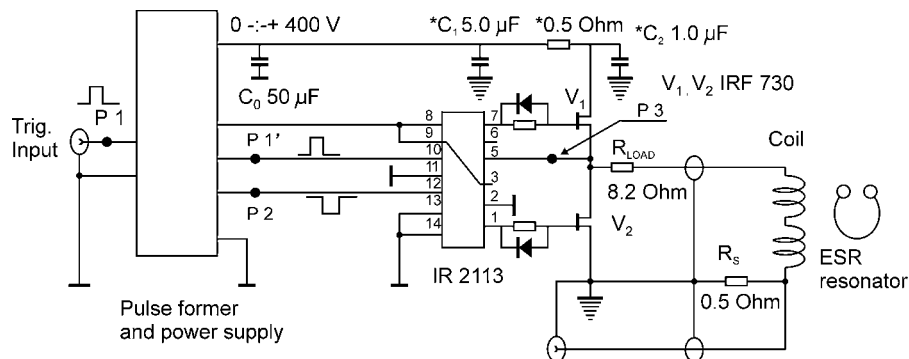 0 -:-+ 400 V
*C1 5.0 µF
*0.5 Ohm
*C2 1.0 µF
C0 50 µF
V1, V2 IRF 730
P 1
Trig.
Input
P 1'
P 2
8
9
10
11
12
13
14
7
6
5
3
2
1
V1
P 3
RLOAD
8.2 Ohm
Coil
V2
IR 2113
RS
0.5 Ohm
ESR
resonator
Pulse former
and power supply